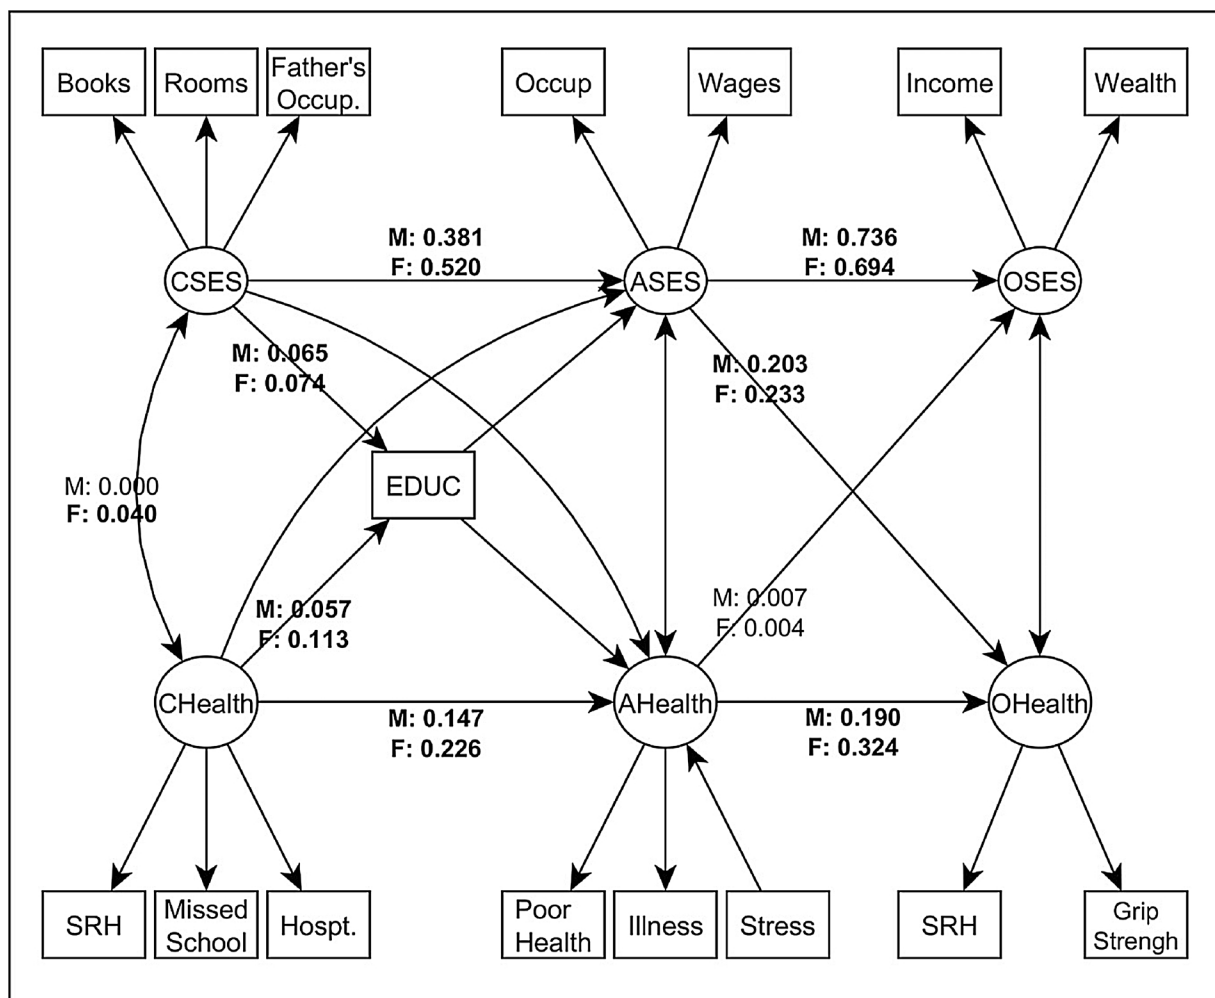 Books
Rooms
Father's
Occup.
Occup
Wages
Income
Wealth
M: 0.381
F: 0.520
M: 0.736
F: 0.694
CSES
ASES
OSES
M: 0.065
F: 0.074
M: 0.203
F: 0.233
EDUC
M: 0.000
F: 0.040
M: 0.057
F: 0.113
M: 0.007
F: 0.004
CHealth
AHealth
OHealth
M: 0.147
F: 0.226
M: 0.190
F: 0.324
SRH
Missed
School
Hospt.
Poor
Health
Illness
Stress
SRH
Grip
Strengh